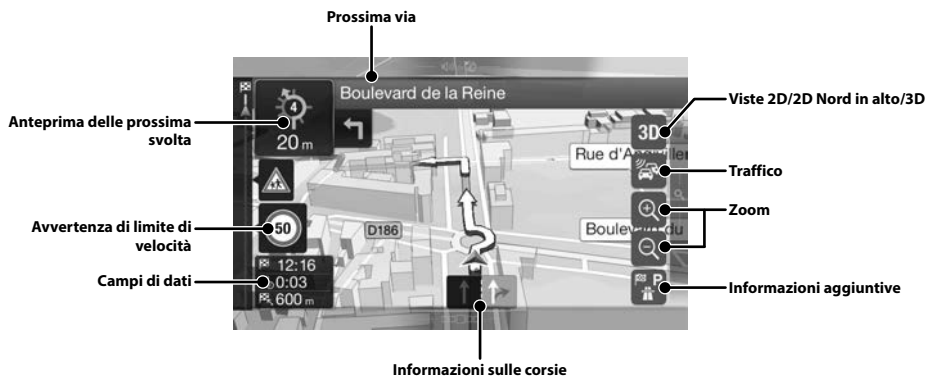 Prossima via
Boulevard de la Reine
4
20 m
Anteprima delle prossima
svolta
3D
Viste 2D/2D Nord in alto/3D
Traffico
Zoom
50
Avvertenza di limite di
velocità
D186
12:16
0:03
600 m
Campi di dati
P
Informazioni aggiuntive
Informazioni sulle corsie